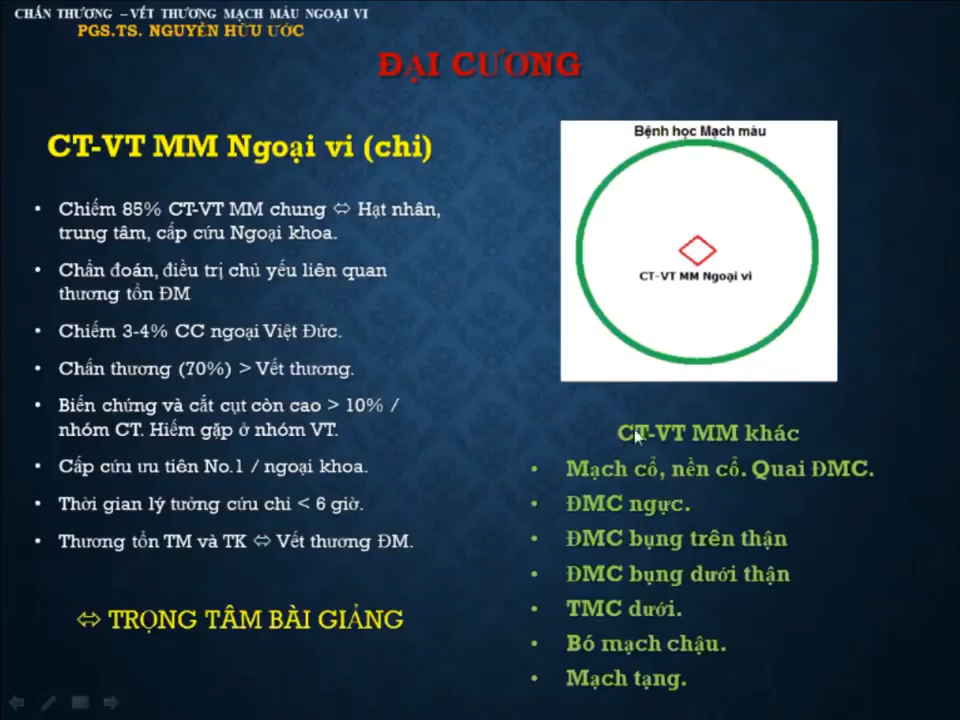 CHẤN THƯƠNG – VẾT THƯƠNG MẠCH MÁU NGOẠI VI
PGS.TS. NGUYỄN HỮU ƯỚC
ĐẠI CƯƠNG
CT-VT MM Ngoại vi (chi)
• Chiếm 85% CT-VT MM chung ⇔ Hạt nhân,
trung tâm, cấp cứu Ngoại khoa.
• Chẩn đoán, điều trị chủ yếu liên quan
thương tổn ĐM
• Chiếm 3-4% CC ngoại Việt Đức.
• Chấn thương (70%) > Vết thương.
• Biến chứng và cắt cụt còn cao > 10% /
nhóm CT. Hiếm gặp ở nhóm VT.
• Cấp cứu ưu tiên No.1 / ngoại khoa.
• Thời gian lý tưởng cứu chi < 6 giờ.
• Thương tổn TM và TK ⇔ Vết thương ĐM.
⇔ TRỌNG TÂM BÀI GIẢNG
Bệnh học Mạch máu
CT-VT MM Ngoại vi
CT-VT MM khác
• Mạch cổ, nền cổ. Quai ĐMC.
• ĐMC ngực.
• ĐMC bụng trên thận
• ĐMC bụng dưới thận
• TMC dưới.
• Bó mạch chậu.
• Mạch tạng.